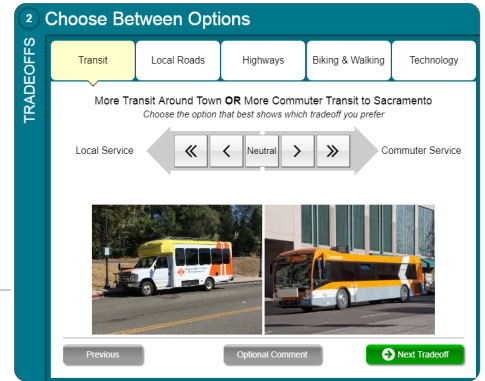 2 Choose Between Options
TRADEOFFS
Transit
Local Roads
Highways
Biking & Walking
Technology
More Transit Around Town OR More Commuter Transit to Sacramento
Choose the option that best shows which tradeoff you prefer
Local Service
Neutral
Commuter Service
Previous
Optional Comment
Next Tradeoff